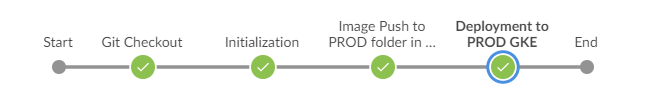 Start
Git Checkout
Initialization
Image Push to
PROD folder in ...
Deployment to
PROD GKE
End